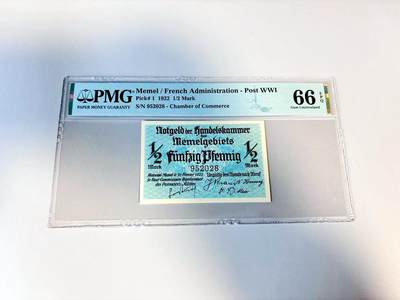 PMG
PAPER MONEY GUARANTY
Memel / French Administration - Post WWI
Pick# 1 1922 1/2 Mark
S/N 952028 - Chamber of Commerce
66 EPQ
Gem Uncirculated
Notgeld der Handelskammer
des
Memelgebiets
1/2 Fünfzig Pfennig 1/2
Mark 952028 Mark